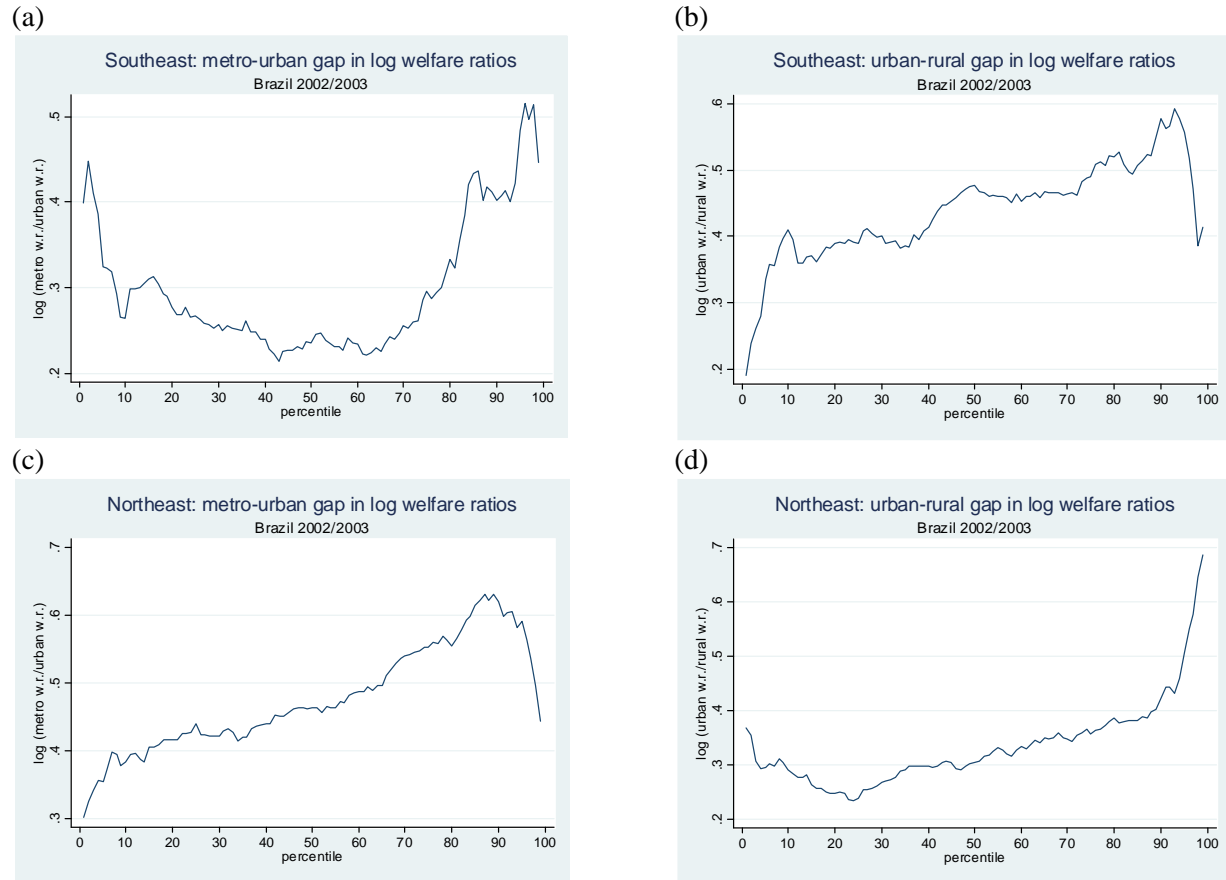 (a)
Southeast: metro-urban gap in log welfare ratios
Brazil 2002/2003
log (metro w.r./urban w.r.)
.5
.4
.3
.2
0 10 20 30 40 50 60 70 80 90 100
percentile
(b)
Southeast: urban-rural gap in log welfare ratios
Brazil 2002/2003
log (urban w.r./rural w.r.)
.6
.5
.4
.3
.2
0 10 20 30 40 50 60 70 80 90 100
percentile
(c)
Northeast: metro-urban gap in log welfare ratios
Brazil 2002/2003
log (metro w.r./urban w.r.)
.7
.6
.5
.4
.3
0 10 20 30 40 50 60 70 80 90 100
percentile
(d)
Northeast: urban-rural gap in log welfare ratios
Brazil 2002/2003
log (urban w.r./rural w.r.)
.7
.6
.5
.4
.3
.2
0 10 20 30 40 50 60 70 80 90 100
percentile